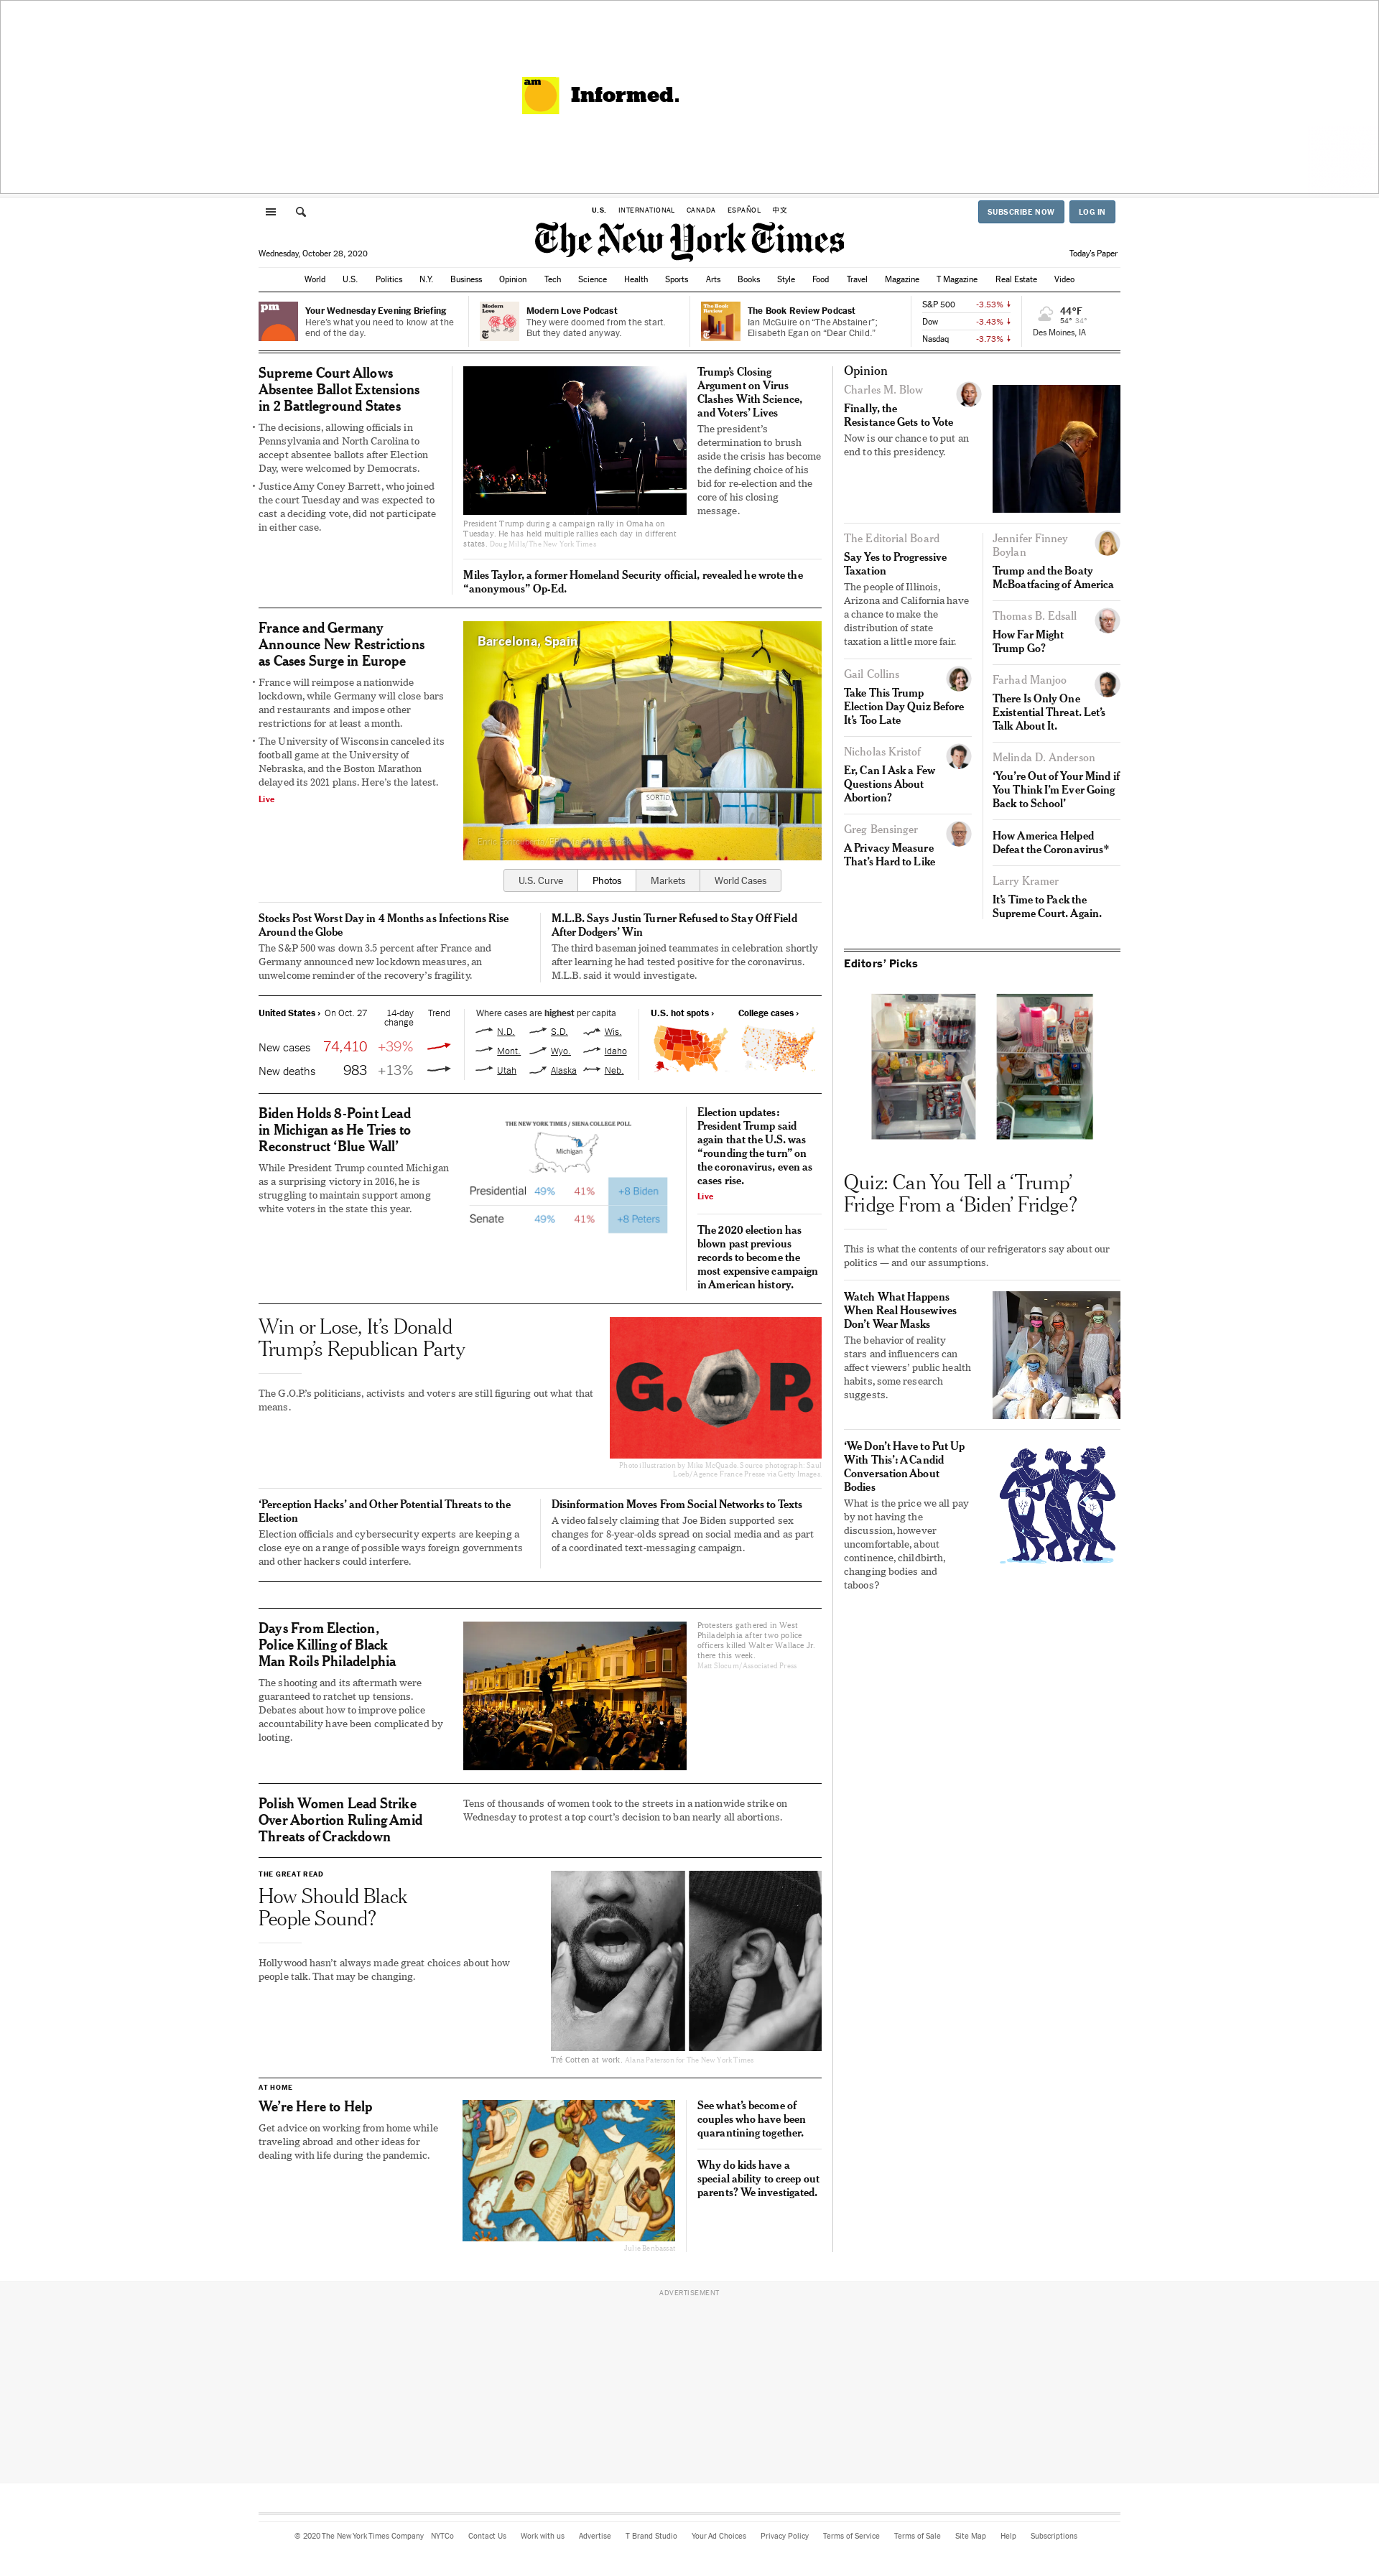 am
Informed.
U.S. INTERNATIONAL CANADA ESPAÑOL 中文
SUBSCRIBE NOW LOG IN
The New York Times
Wednesday, October 28, 2020
Today's Paper
World U.S. Politics N.Y. Business Opinion Tech Science Health Sports Arts Books Style Food Travel Magazine T Magazine Real Estate Video
pm
Your Wednesday Evening Briefing
Here's what you need to know at the
end of the day.
Modern
Love
Modern Love Podcast
They were doomed from the start.
But they dated anyway.
The Book
Review
The Book Review Podcast
Ian McGuire on “The Abstainer”;
Elisabeth Egan on “Dear Child.”
S&P 500 -3.53%
Dow -3.43%
Nasdaq -3.73%
44°F
54° 34°
Des Moines, IA
Supreme Court Allows
Absentee Ballot Extensions
in 2 Battleground States
• The decisions, allowing officials in
Pennsylvania and North Carolina to
accept absentee ballots after Election
Day, were welcomed by Democrats.
• Justice Amy Coney Barrett, who joined
the court Tuesday and was expected to
cast a deciding vote, did not participate
in either case.
President Trump during a campaign rally in Omaha on
Tuesday. He has held multiple rallies each day in different
states. Doug Mills/The New York Times
Trump’s Closing
Argument on Virus
Clashes With Science,
and Voters’ Lives
The president’s
determination to brush
aside the crisis has become
the defining choice of his
bid for re-election and the
core of his closing
message.
Miles Taylor, a former Homeland Security official, revealed he wrote the
“anonymous” Op-Ed.
France and Germany
Announce New Restrictions
as Cases Surge in Europe
• France will reimpose a nationwide
lockdown, while Germany will close bars
and restaurants and impose other
restrictions for at least a month.
• The University of Wisconsin canceled its
football game at the University of
Nebraska, and the Boston Marathon
delayed its 2021 plans. Here’s the latest.
Live
Barcelona, Spain
SORTIDA
U.S. Curve Photos Markets World Cases
Stocks Post Worst Day in 4 Months as Infections Rise
Around the Globe
The S&P 500 was down 3.5 percent after France and
Germany announced new lockdown measures, an
unwelcome reminder of the recovery’s fragility.
M.L.B. Says Justin Turner Refused to Stay Off Field
After Dodgers’ Win
The third baseman joined teammates in celebration shortly
after learning he had tested positive for the coronavirus.
M.L.B. said it would investigate.
United States › On Oct. 27 14-day
change Trend
New cases 74,410 +39%
New deaths 983 +13%
Where cases are highest per capita
N.D. S.D. Wis.
Mont. Wyo. Idaho
Utah Alaska Neb.
U.S. hot spots › College cases ›
Biden Holds 8-Point Lead
in Michigan as He Tries to
Reconstruct ‘Blue Wall’
While President Trump counted Michigan
as a surprising victory in 2016, he is
struggling to maintain support among
white voters in the state this year.
THE NEW YORK TIMES / SIENA COLLEGE POLL
Michigan
Presidential 49% 41% +8 Biden
Senate 49% 41% +8 Peters
Election updates:
President Trump said
again that the U.S. was
“rounding the turn” on
the coronavirus, even as
cases rise.
Live
The 2020 election has
blown past previous
records to become the
most expensive campaign
in American history.
Win or Lose, It’s Donald
Trump’s Republican Party
The G.O.P.’s politicians, activists and voters are still figuring out what that
means.
G.O.P.
Photo illustration by Mike McQuade. Source photograph: Saul
Loeb/Agence France-Presse via Getty Images
‘Perception Hacks’ and Other Potential Threats to the
Election
Election officials and cybersecurity experts are keeping a
close eye on a range of possible ways foreign governments
and other hackers could interfere.
Disinformation Moves From Social Networks to Texts
A video falsely claiming that Joe Biden supported sex
changes for 8-year-olds spread on social media and as part
of a coordinated text-messaging campaign.
Days From Election,
Police Killing of Black
Man Roils Philadelphia
The shooting and its aftermath were
guaranteed to ratchet up tensions.
Debates about how to improve police
accountability have been complicated by
looting.
Protesters gathered in West
Philadelphia after two police
officers killed Walter Wallace Jr.
there this week.
Matt Slocum/Associated Press
Polish Women Lead Strike
Over Abortion Ruling Amid
Threats of Crackdown
Tens of thousands of women took to the streets in a nationwide strike on
Wednesday to protest a top court’s decision to ban nearly all abortions.
THE GREAT READ
How Should Black
People Sound?
Hollywood hasn’t always made great choices about how
people talk. That may be changing.
Tré Cotten at work. Alana Paterson for The New York Times
AT HOME
We’re Here to Help
Get advice on working from home while
traveling abroad and other ideas for
dealing with life during the pandemic.
Julie Benbassat
See what’s become of
couples who have been
quarantining together.
Why do kids have a
special ability to creep out
parents? We investigated.
Opinion
Charles M. Blow
Finally, the
Resistance Gets to Vote
Now is our chance to put an
end to this presidency.
The Editorial Board
Say Yes to Progressive
Taxation
The people of Illinois,
Arizona and California have
a chance to make the
distribution of state
taxation a little more fair.
Gail Collins
Take This Trump
Election Day Quiz Before
It’s Too Late
Nicholas Kristof
Er, Can I Ask a Few
Questions About
Abortion?
Greg Bensinger
A Privacy Measure
That’s Hard to Like
Jennifer Finney
Boylan
Trump and the Boaty
McBoatfacing of America
Thomas B. Edsall
How Far Might
Trump Go?
Farhad Manjoo
There Is Only One
Existential Threat. Let’s
Talk About It.
Melinda D. Anderson
‘You’re Out of Your Mind if
You Think I’m Ever Going
Back to School’
How America Helped
Defeat the Coronavirus*
Larry Kramer
It’s Time to Pack the
Supreme Court. Again.
Editors’ Picks
Quiz: Can You Tell a ‘Trump’
Fridge From a ‘Biden’ Fridge?
This is what the contents of our refrigerators say about our
politics — and our assumptions.
Watch What Happens
When Real Housewives
Don’t Wear Masks
The behavior of reality
stars and influencers can
affect viewers’ public health
habits, some research
suggests.
‘We Don’t Have to Put Up
With This’: A Candid
Conversation About
Bodies
What is the price we all pay
by not having the
discussion, however
uncomfortable, about
continence, childbirth,
changing bodies and
taboos?
ADVERTISEMENT
© 2020 The New York Times Company NYTCo Contact Us Work with us Advertise T Brand Studio Your Ad Choices Privacy Policy Terms of Service Terms of Sale Site Map Help Subscriptions